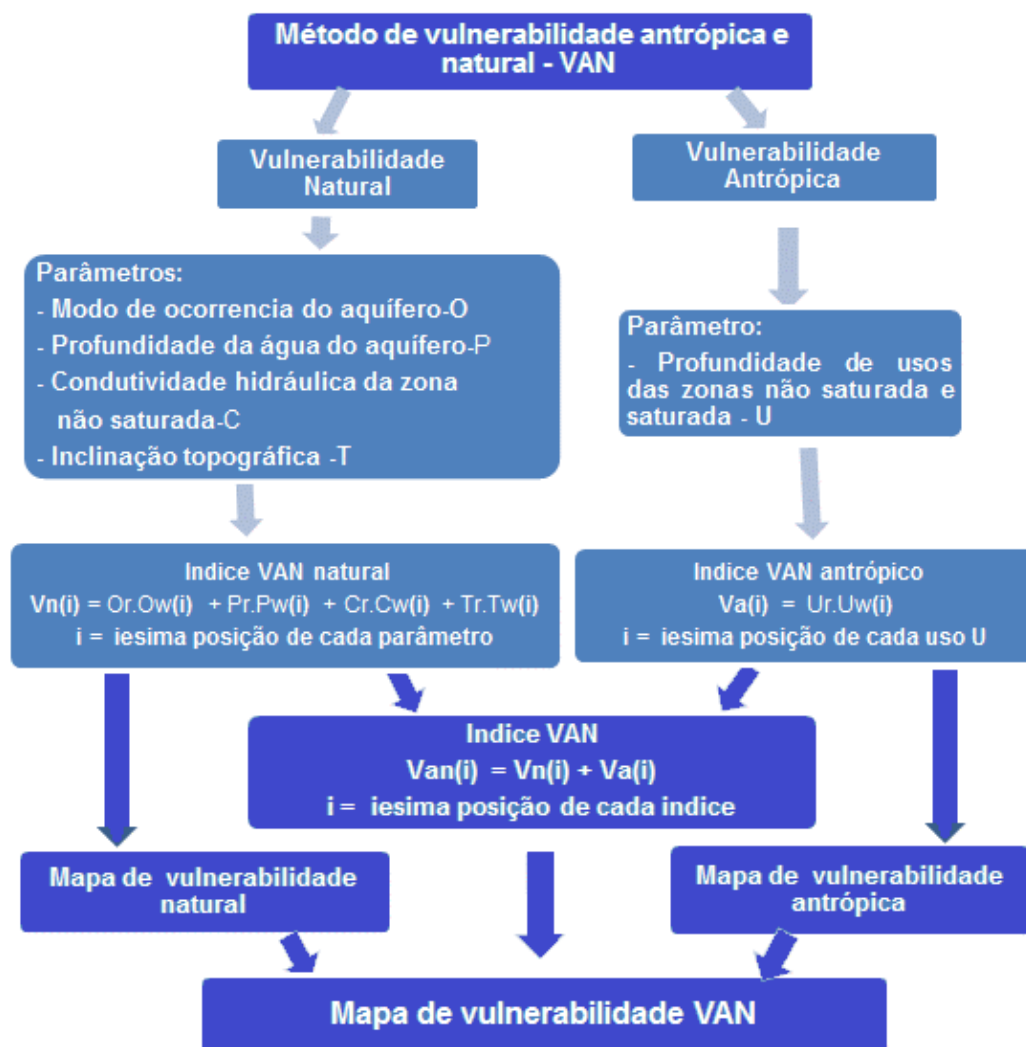 Método de vulnerabilidade antrópica e
natural - VAN
Vulnerabilidade
Natural
Vulnerabilidade
Antrópica
Parâmetros:
- Modo de ocorrencia do aquífero-O
- Profundidade da água do aquífero-P
- Condutividade hidráulica da zona
não saturada-C
- Inclinação topográfica -T
Parâmetro:
- Profundidade de usos
das zonas não saturada e
saturada - U
Indice VAN natural
Vn(i) = Or.Ow(i) + Pr.Pw(i) + Cr.Cw(i) + Tr.Tw(i)
i = iesima posição de cada parâmetro
Indice VAN antrópico
Va(i) = Ur.Uw(i)
i = iesima posição de cada uso U
Indice VAN
Van(i) = Vn(i) + Va(i)
i = iesima posição de cada indice
Mapa de vulnerabilidade
natural
Mapa de vulnerabilidade
antrópica
Mapa de vulnerabilidade VAN